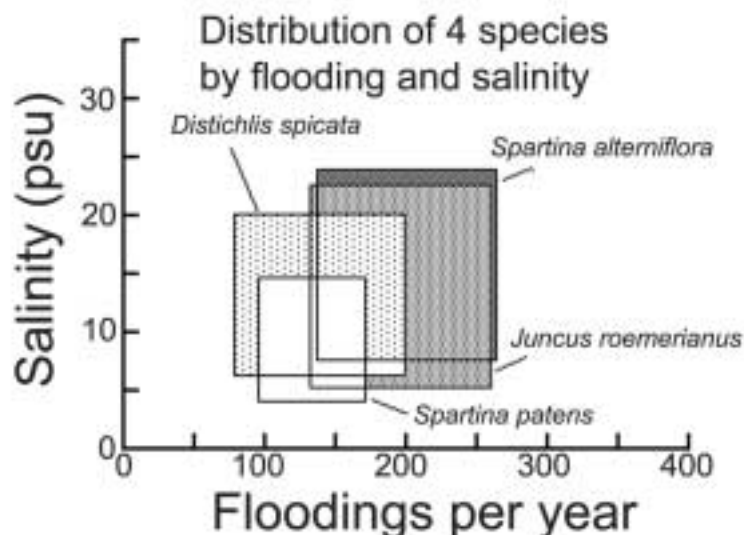 Distribution of 4 species
by flooding and salinity
Distichlis spicata
Spartina alterniflora
Juncus roemerianus
Spartina patens
Salinity (psu)
30
20
10
0
0 100 200 300 400
Floodings per year